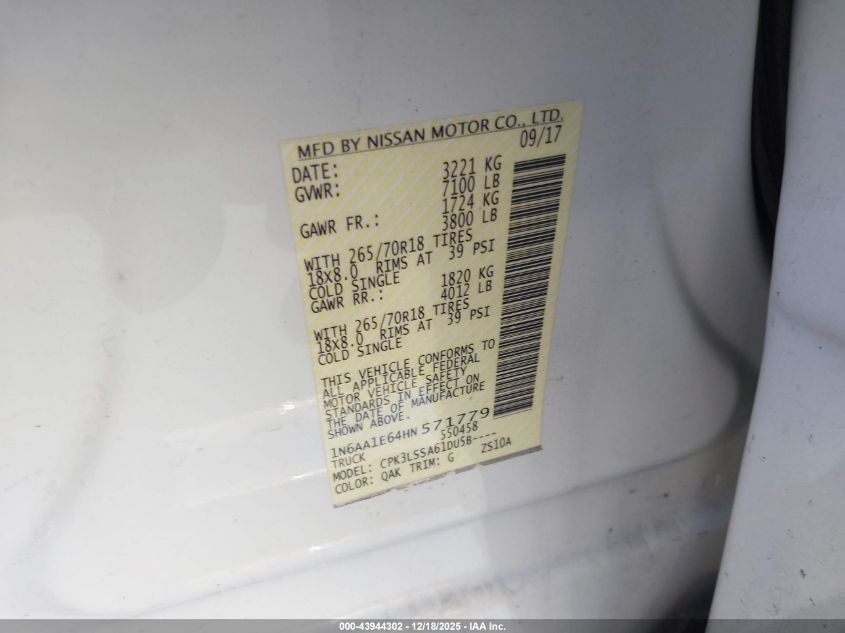 MFD BY NISSAN MOTOR CO., LTD.
DATE: 09/17
GVWR: 3221 KG
7100 LB
GAWR FR.: 1724 KG
3800 LB
WITH 265/70R18 TIRES
18X8.0 RIMS AT 39 PSI
COLD SINGLE
GAWR RR.: 1820 KG
4012 LB
WITH 265/70R18 TIRES
18X8.0 RIMS AT 39 PSI
COLD SINGLE
THIS VEHICLE CONFORMS TO
ALL APPLICABLE FEDERAL
MOTOR VEHICLE SAFETY
STANDARDS IN EFFECT ON
THE DATE OF MANUFACTURE
SHOWN ABOVE.
1N6AA1E64HN571779
TRUCK 550458
MODEL: CPK3LSSA61DU5B----
COLOR: QAK TRIM: G ZS10A
000-43944302 • 12/18/2025 - IAA Inc.